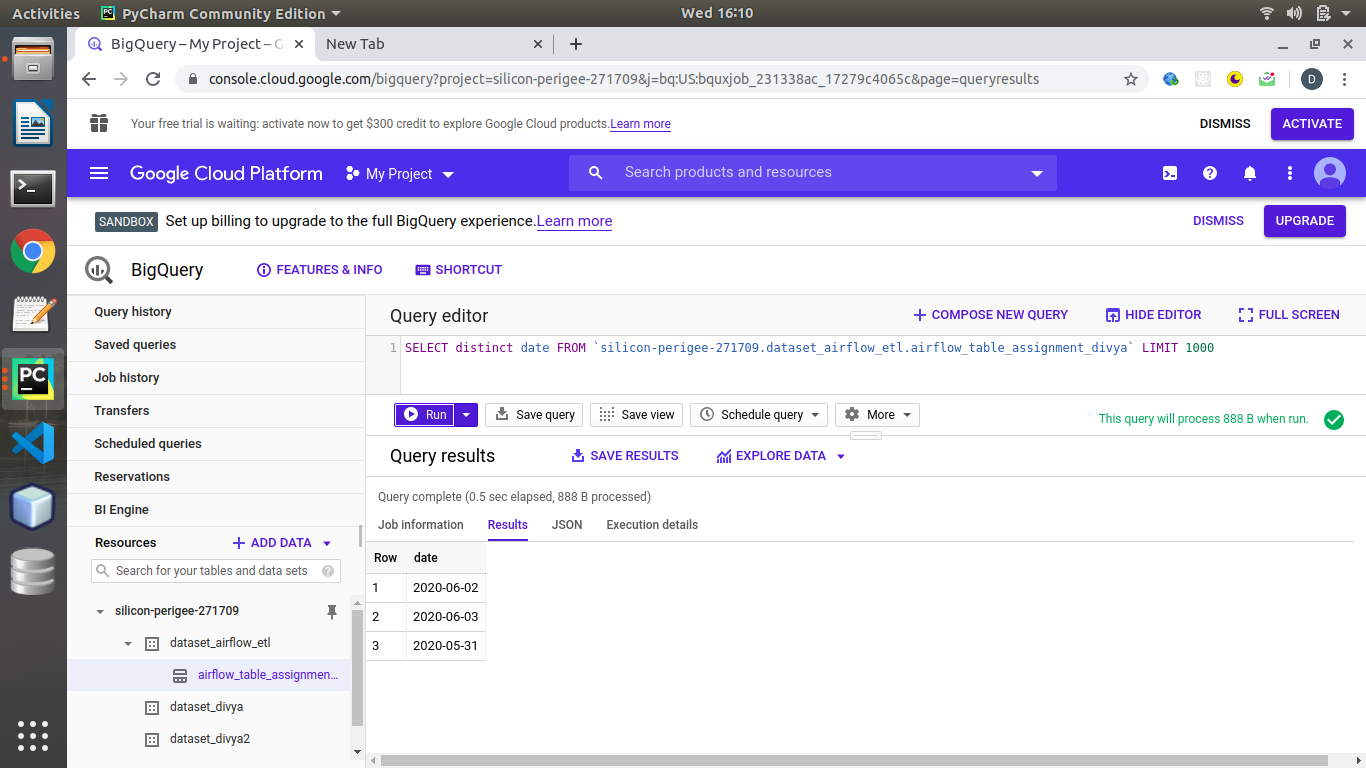 Activities
PyCharm Community Edition
Wed 16:10
BigQuery – My Project – G
New Tab
console.cloud.google.com/bigquery?project=silicon-perigee-271709&j=bq:US:bquxjob_231338ac_17279c4065c&page=queryresults
D
Your free trial is waiting: activate now to get $300 credit to explore Google Cloud products. Learn more
DISMISS
ACTIVATE
Google Cloud Platform
My Project
Search products and resources
SANDBOX
Set up billing to upgrade to the full BigQuery experience. Learn more
DISMISS
UPGRADE
BigQuery
FEATURES & INFO
SHORTCUT
Query history
Saved queries
Job history
Transfers
Scheduled queries
Reservations
BI Engine
Resources
ADD DATA
Search for your tables and data sets
silicon-perigee-271709
dataset_airflow_etl
airflow_table_assignmen...
dataset_divya
dataset_divya2
Query editor
COMPOSE NEW QUERY
HIDE EDITOR
FULL SCREEN
1 SELECT distinct date FROM `silicon-perigee-271709.dataset_airflow_etl.airflow_table_assignment_divya` LIMIT 1000
Run
Save query
Save view
Schedule query
More
This query will process 888 B when run.
Query results
SAVE RESULTS
EXPLORE DATA
Query complete (0.5 sec elapsed, 888 B processed)
Job information
Results
JSON
Execution details
Row date
1 2020-06-02
2 2020-06-03
3 2020-05-31
PC